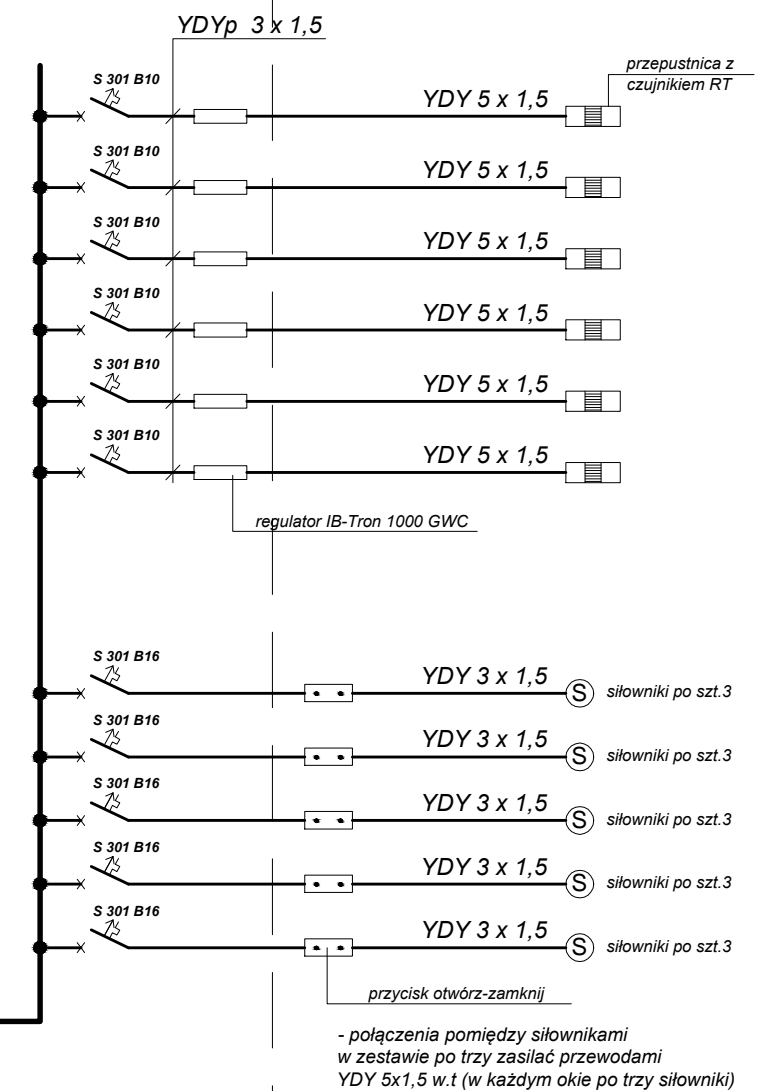 YDYp 3 x 1,5
przepustnica z
czujnikiem RT
S 301 B10
YDY 5 x 1,5
S 301 B10
YDY 5 x 1,5
S 301 B10
YDY 5 x 1,5
S 301 B10
YDY 5 x 1,5
S 301 B10
YDY 5 x 1,5
S 301 B10
YDY 5 x 1,5
regulator IB-Tron 1000 GWC
S 301 B16
YDY 3 x 1,5
S siłowniki po szt.3
S 301 B16
YDY 3 x 1,5
S siłowniki po szt.3
S 301 B16
YDY 3 x 1,5
S siłowniki po szt.3
S 301 B16
YDY 3 x 1,5
S siłowniki po szt.3
S 301 B16
YDY 3 x 1,5
S siłowniki po szt.3
przycisk otwórz-zamknij
- połączenia pomiędzy siłownikami
w zestawie po trzy zasilać przewodami
YDY 5x1,5 w.t (w każdym okie po trzy siłowniki)